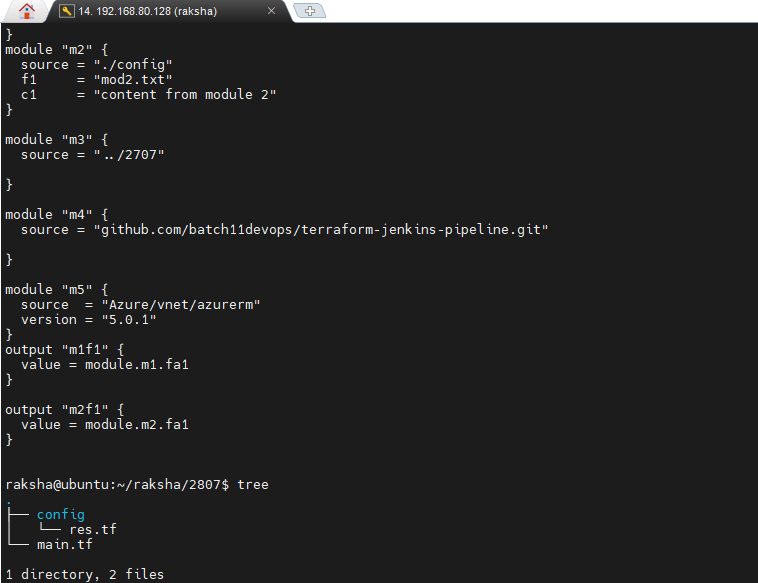 14. 192.168.80.128 (raksha)
}
module "m2" {
  source = "./config"
  f1     = "mod2.txt"
  c1     = "content from module 2"
}

module "m3" {
  source = "../2707"

}

module "m4" {
  source = "github.com/batch11devops/terraform-jenkins-pipeline.git"

}

module "m5" {
  source  = "Azure/vnet/azurerm"
  version = "5.0.1"
}
output "m1f1" {
  value = module.m1.fa1
}

output "m2f1" {
  value = module.m2.fa1
}


raksha@ubuntu:~/raksha/2807$ tree
.
├── config
│   └── res.tf
└── main.tf

1 directory, 2 files